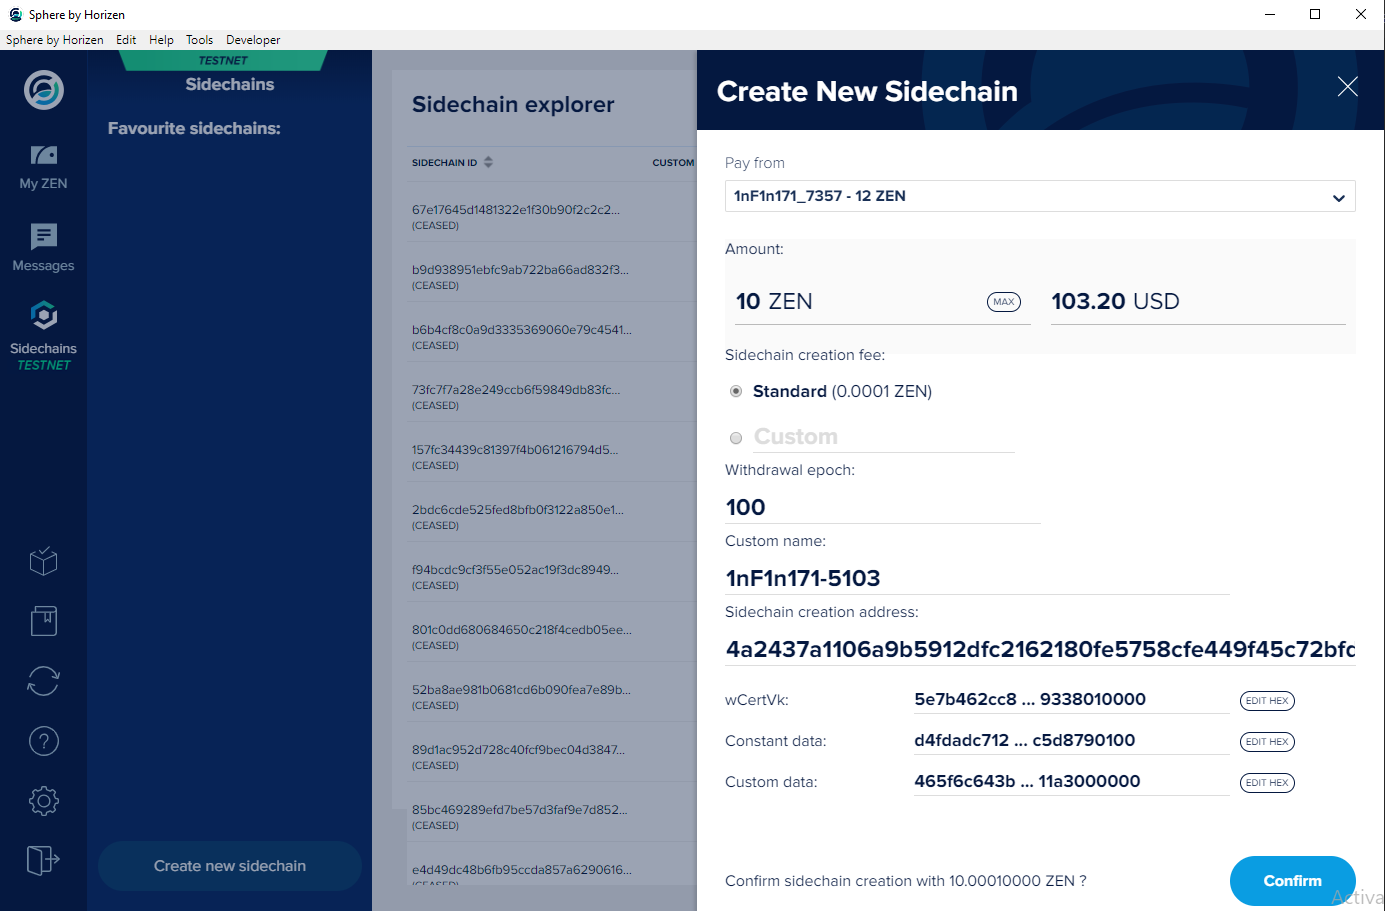 Sphere by Horizen
Sphere by Horizen Edit Help Tools Developer
TESTNET
Sidechains
Favourite sidechains:
My ZEN
Messages
Sidechains
TESTNET
Create new sidechain
Sidechain explorer
SIDECHAIN ID CUSTOM
67e17645d1481322e1f30b90f2c2c2...
(CEASED)
b9d938951ebfc9ab722ba66ad832f3...
(CEASED)
b6b4cf8c0a9d3335369060e79c4541...
(CEASED)
73fc7f7a28e249ccb6f59849db83fc...
(CEASED)
157fc34439c81397f4b061216794d5...
(CEASED)
2bdc6cde525fed8bfb0f3122a850e1...
(CEASED)
f94bcdc9cf3f55e052ac19f3dc8949...
(CEASED)
801c0dd680684650c218f4cedb05ee...
(CEASED)
52ba8ae981b0681cd6b090fea7e89b...
(CEASED)
89d1ac952d728c40fcf9bec04d3847...
(CEASED)
85bc469289efd7be57d3faf9e7d852...
(CEASED)
e4d49dc48b6fb95ccda857a6290616...
(CEASED)
Create New Sidechain
Pay from
1nF1n171_7357 - 12 ZEN
Amount:
10 ZEN MAX 103.20 USD
Sidechain creation fee:
Standard (0.0001 ZEN)
Custom
Withdrawal epoch:
100
Custom name:
1nF1n171-5103
Sidechain creation address:
4a2437a1106a9b5912dfc2162180fe5758cfe449f45c72bfd
wCertVk: 5e7b462cc8 ... 9338010000 EDIT HEX
Constant data: d4fdadc712 ... c5d8790100 EDIT HEX
Custom data: 465f6c643b ... 11a3000000 EDIT HEX
Confirm sidechain creation with 10.00010000 ZEN ?
Confirm
Activa